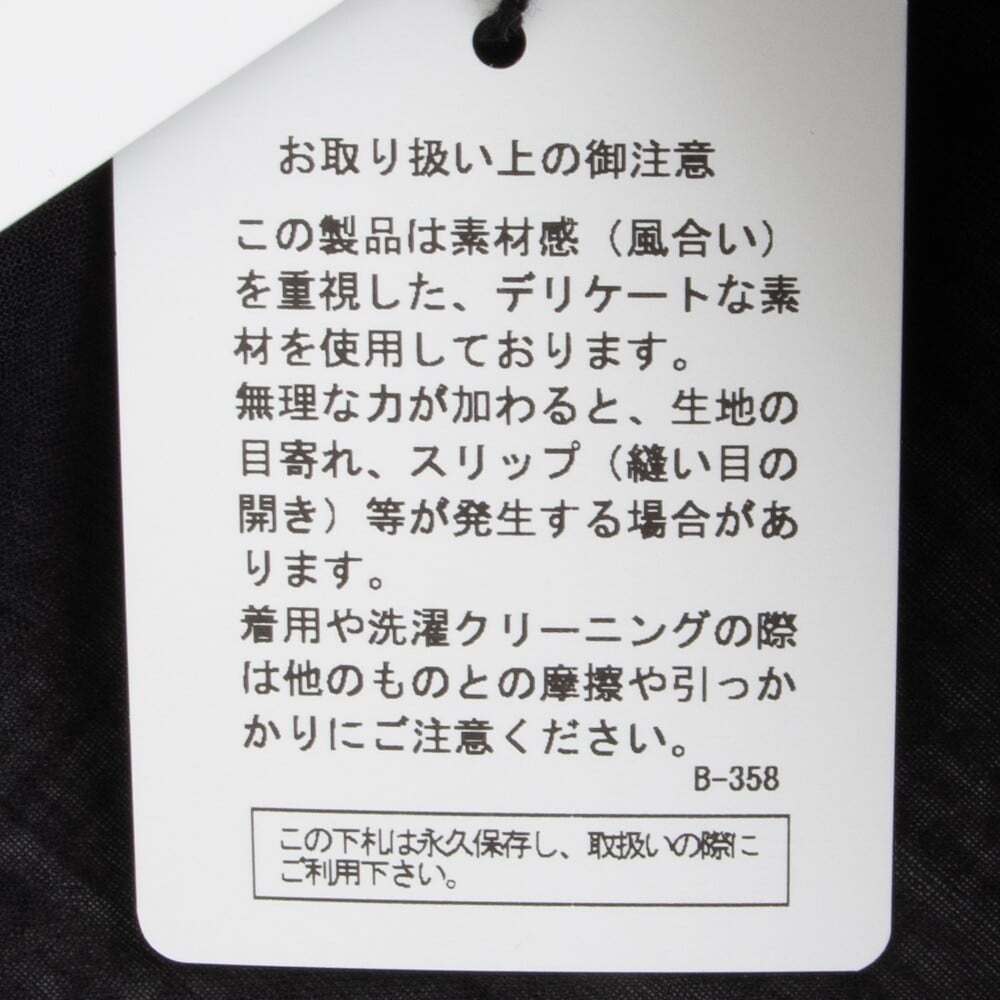 お取り扱い上の御注意
この製品は素材感（風合い）
を重視した、デリケートな素
材を使用しております。
無理な力が加わると、生地の
目寄れ、スリップ（縫い目の
開き）等が発生する場合があ
ります。
着用や洗濯クリーニングの際
は他のものとの摩擦や引っか
かりにご注意ください。
B-358
この下札は永久保存し、取扱いの際に
ご利用下さい。